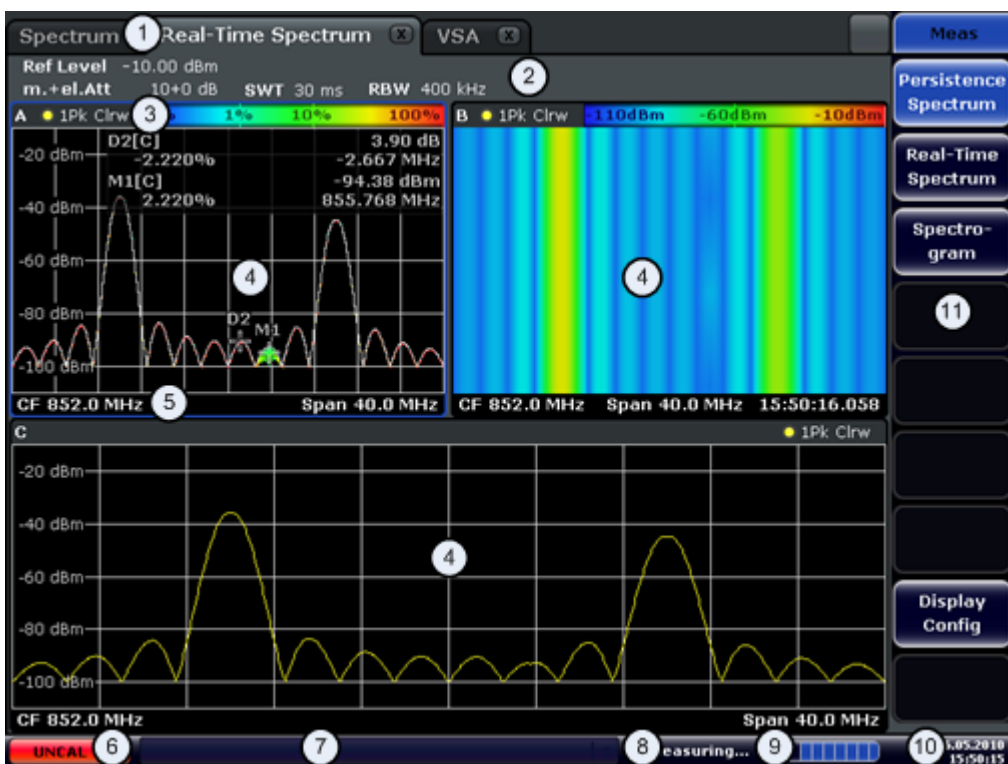 Spectrum 1 Real-Time Spectrum X VSA X
Ref Level -10.00 dBm
2
m.+el.Att 10+0 dB SWT 30 ms RBW 400 kHz
A 1Pk Clrw 3 1% 10% 100%
D2[C] 3.90 dB
-2.220% -2.667 MHz
M1[C] -94.38 dBm
2.220% 855.768 MHz
-20 dBm
-40 dBm
-60 dBm
-80 dBm
-100 dBm
4
D2
M1
CF 852.0 MHz 5 Span 40.0 MHz
B 1Pk Clrw -110dBm -60dBm -10dBm
4
CF 852.0 MHz Span 40.0 MHz 15:50:16.058
C 1Pk Clrw
-20 dBm
-40 dBm
-60 dBm
-80 dBm
-100 dBm
4
CF 852.0 MHz Span 40.0 MHz
UNCAL 6 7 8 easuring... 9 10 .05.2010
15:50:15
Meas
Persistence
Spectrum
Real-Time
Spectrum
Spectro-
gram
11
Display
Config